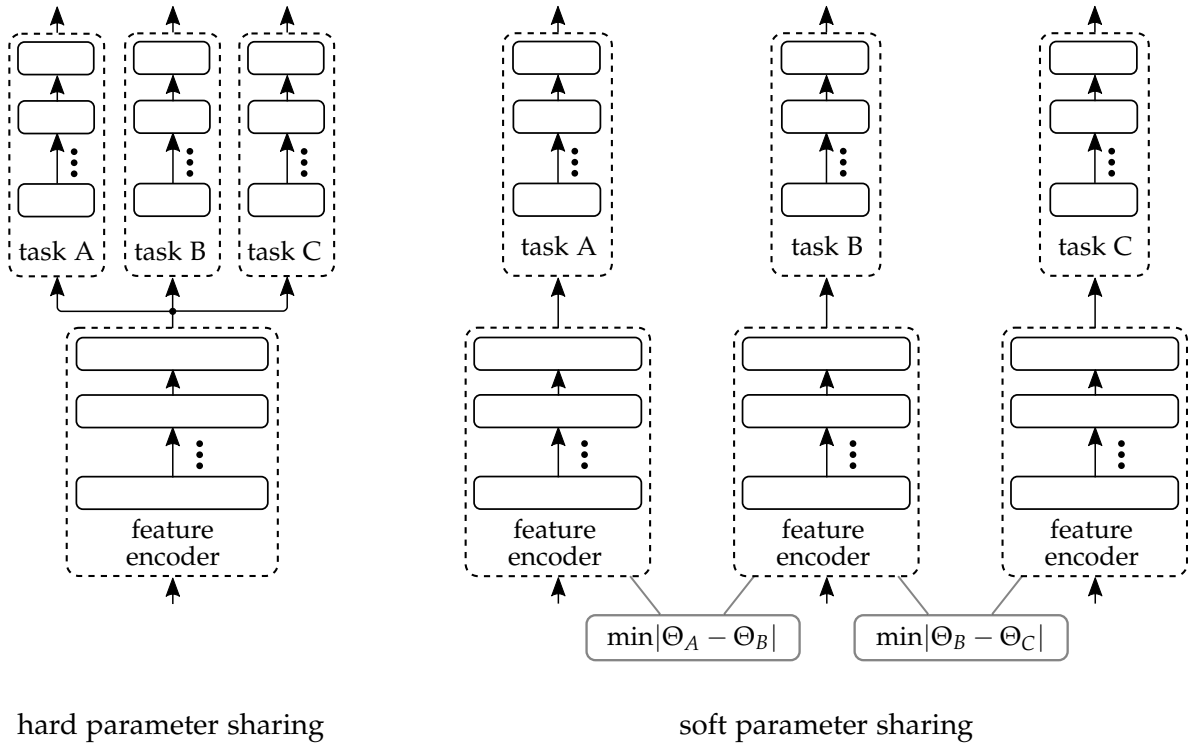 task A
task B
task C
feature
encoder
hard parameter sharing
task A
task B
task C
feature
encoder
feature
encoder
feature
encoder
min|Θ_A − Θ_B|
min|Θ_B − Θ_C|
soft parameter sharing